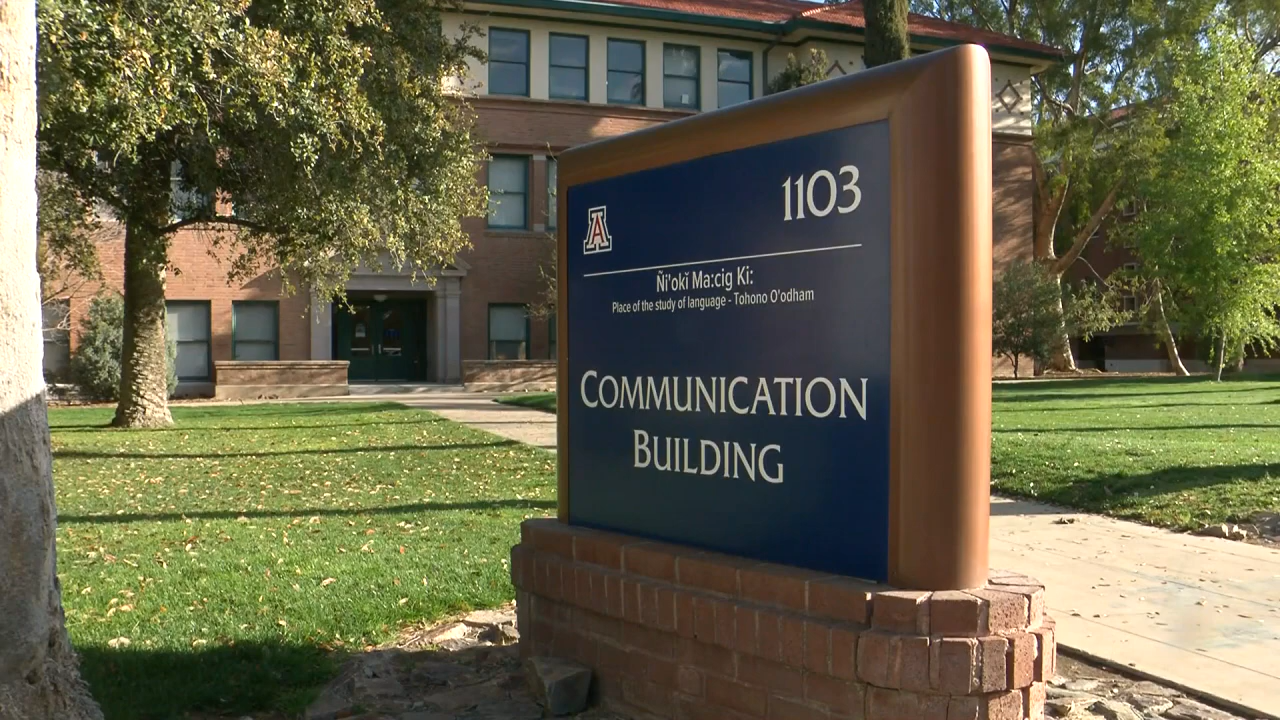 1103
A
Ñi'okĭ Ma:cig Ki:
Place of the study of language - Tohono O'odham
COMMUNICATION
BUILDING